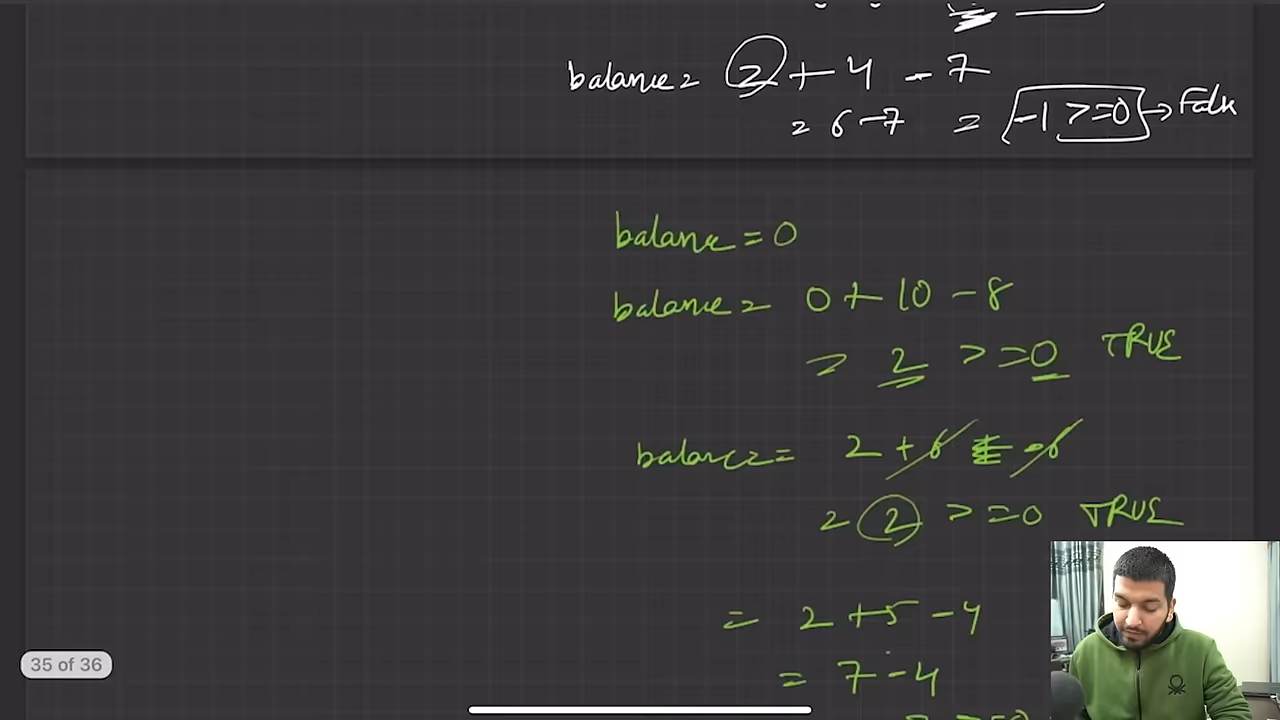 balance = 2 + 4 - 7
= 6 - 7 = -1 >= 0 → False
balance = 0
balance = 0 + 10 - 8
= 2 >= 0 TRUE
balance = 2 + 6 - 6
= 2 >= 0 TRUE
= 2 + 5 - 4
= 7 - 4
35 of 36